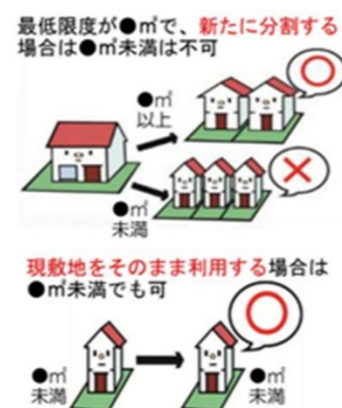 最低限度が●㎡で、新たに分割する
場合は●㎡未満は不可
●㎡
以上
●㎡
未満
現敷地をそのまま利用する場合は
●㎡未満でも可
●㎡
未満
●㎡
未満